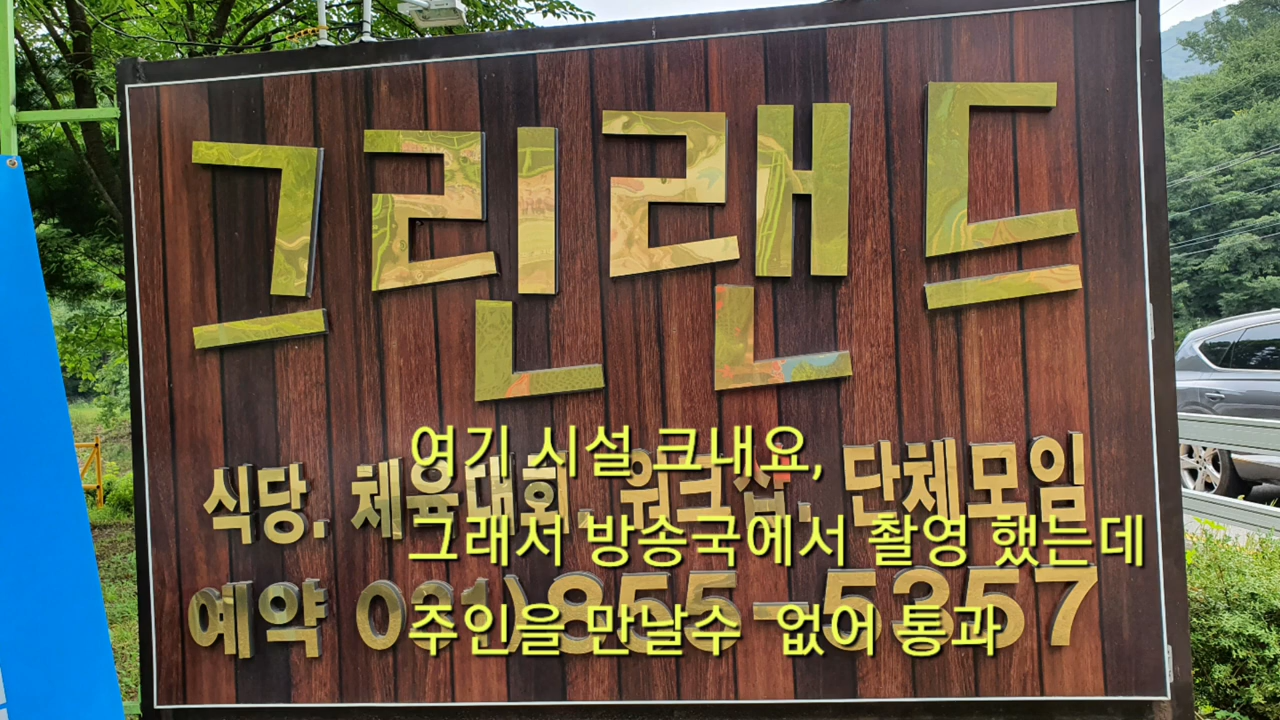 그린랜드
식당. 체육대회. 워크샵. 단체모임
예약 031)855-5357
여기 시설 크내요,
그래서 방송국에서 촬영 했는데
주인을 만날수 없어 통과